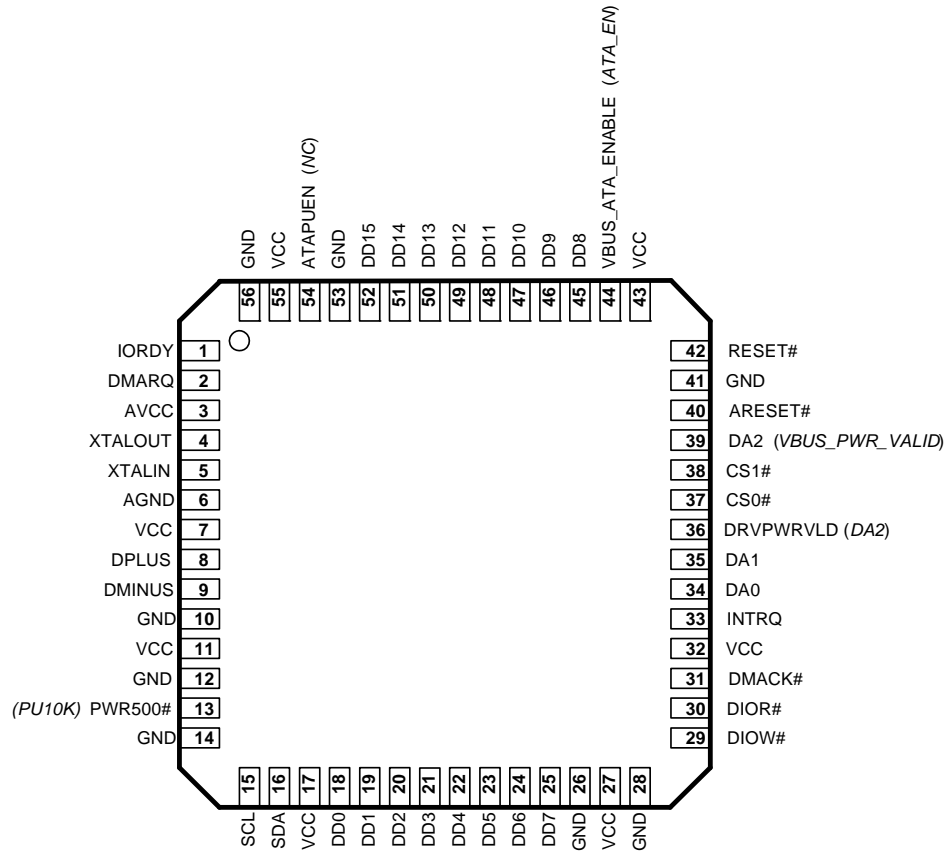 GND
VCC
ATAPUEN (NC)
GND
DD15
DD14
DD13
DD12
DD11
DD10
DD9
DD8
VBUS_ATA_ENABLE (ATA_EN)
VCC
56
55
54
53
52
51
50
49
48
47
46
45
44
43
IORDY 1
DMARQ 2
AVCC 3
XTALOUT 4
XTALIN 5
AGND 6
VCC 7
DPLUS 8
DMINUS 9
GND 10
VCC 11
GND 12
(PU10K) PWR500# 13
GND 14
42 RESET#
41 GND
40 ARESET#
39 DA2 (VBUS_PWR_VALID)
38 CS1#
37 CS0#
36 DRVPWRVLD (DA2)
35 DA1
34 DA0
33 INTRQ
32 VCC
31 DMACK#
30 DIOR#
29 DIOW#
15
16
17
18
19
20
21
22
23
24
25
26
27
28
SCL
SDA
VCC
DD0
DD1
DD2
DD3
DD4
DD5
DD6
DD7
GND
VCC
GND